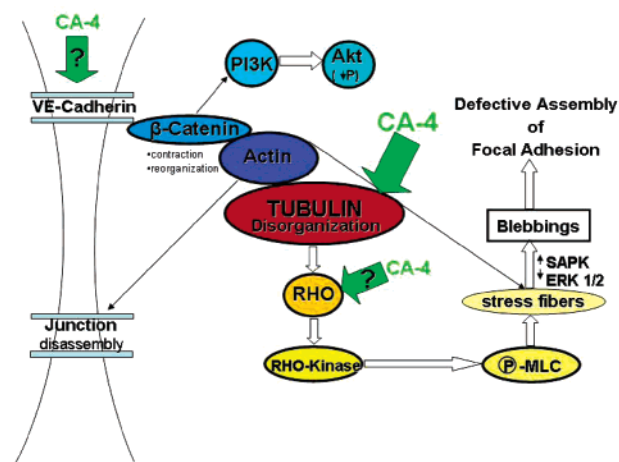 CA-4
?
VE-Cadherin
PI3K
Akt
(↓P)
β-Catenin
•contraction
•reorganization
Actin
CA-4
TUBULIN
Disorganization
Defective Assembly
of
Focal Adhesion
Blebbings
↑ SAPK
↓ ERK 1/2
RHO
?
CA-4
stress fibers
Junction
disassembly
RHO-Kinase
P-MLC